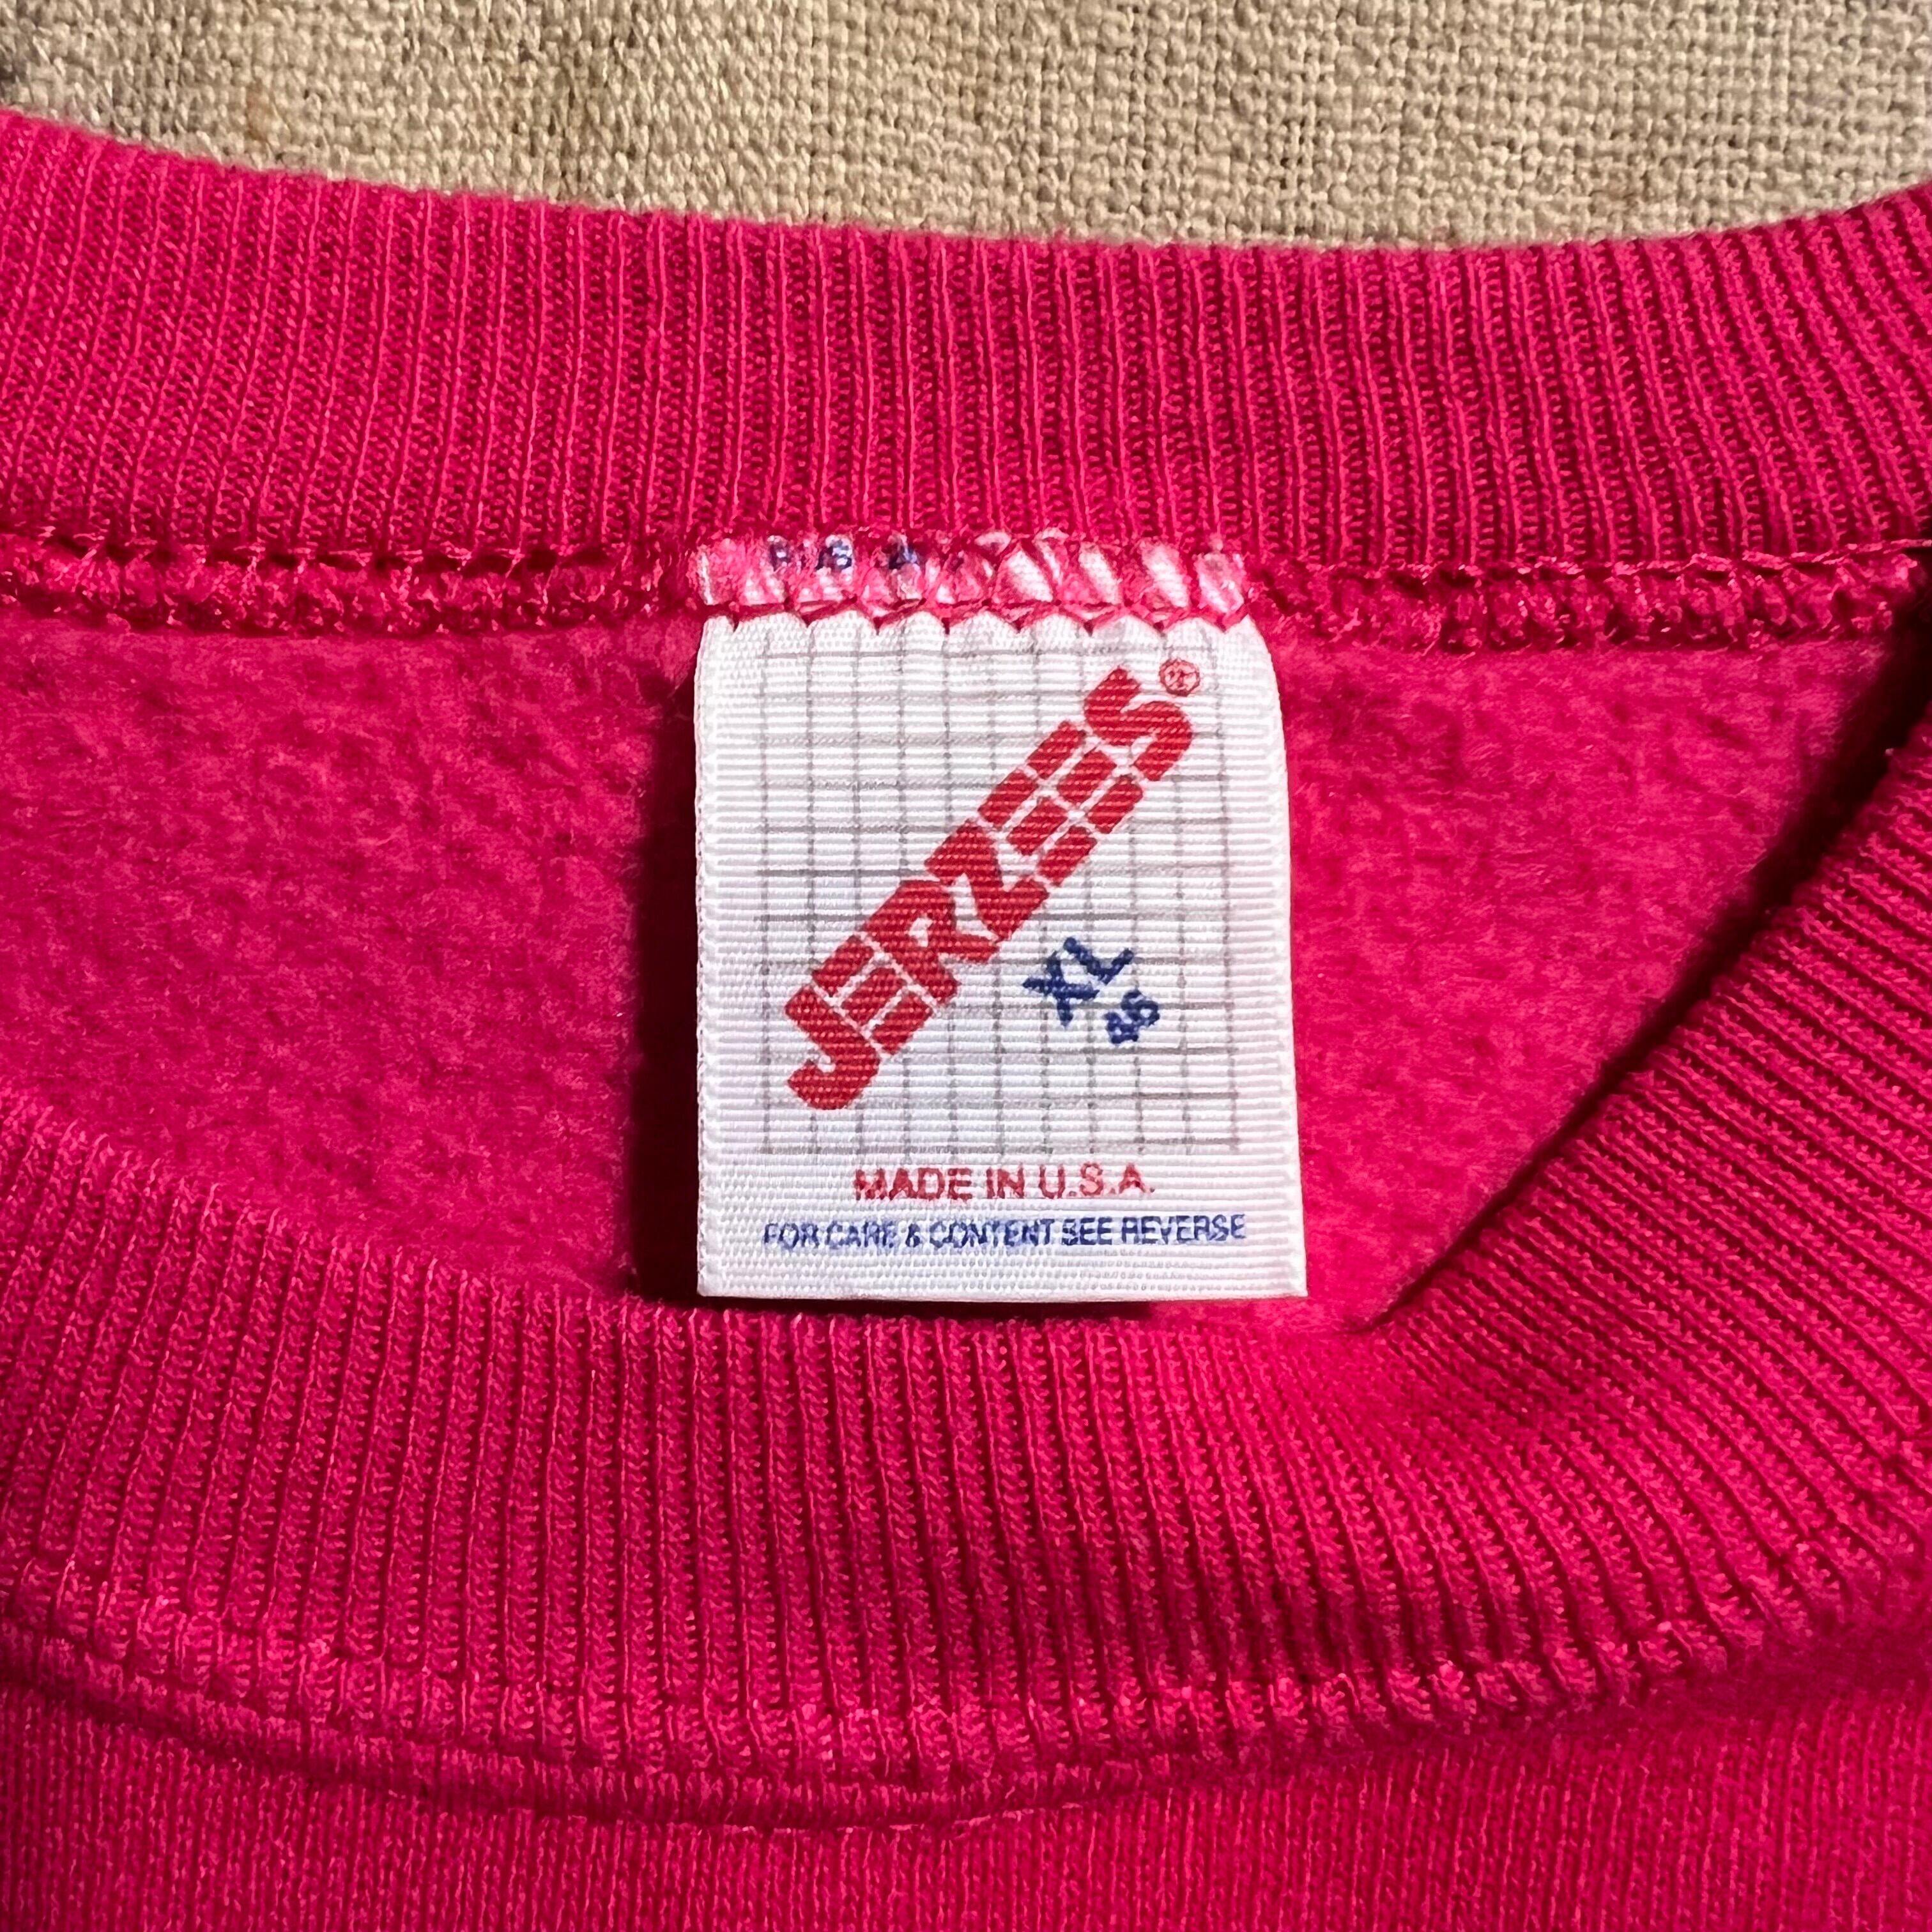 JERZEES®
XL
46
MADE IN U.S.A.
FOR CARE & CONTENT SEE REVERSE